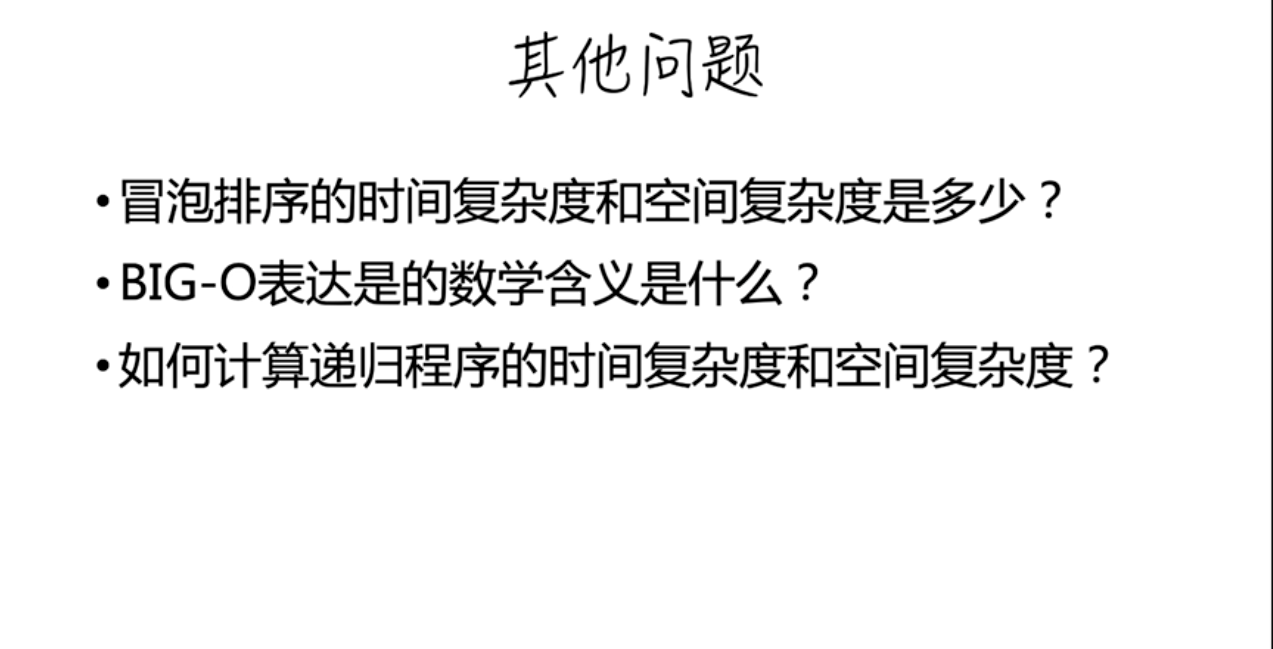 其他问题
•冒泡排序的时间复杂度和空间复杂度是多少？
•BIG-O表达是的数学含义是什么？
•如何计算递归程序的时间复杂度和空间复杂度？